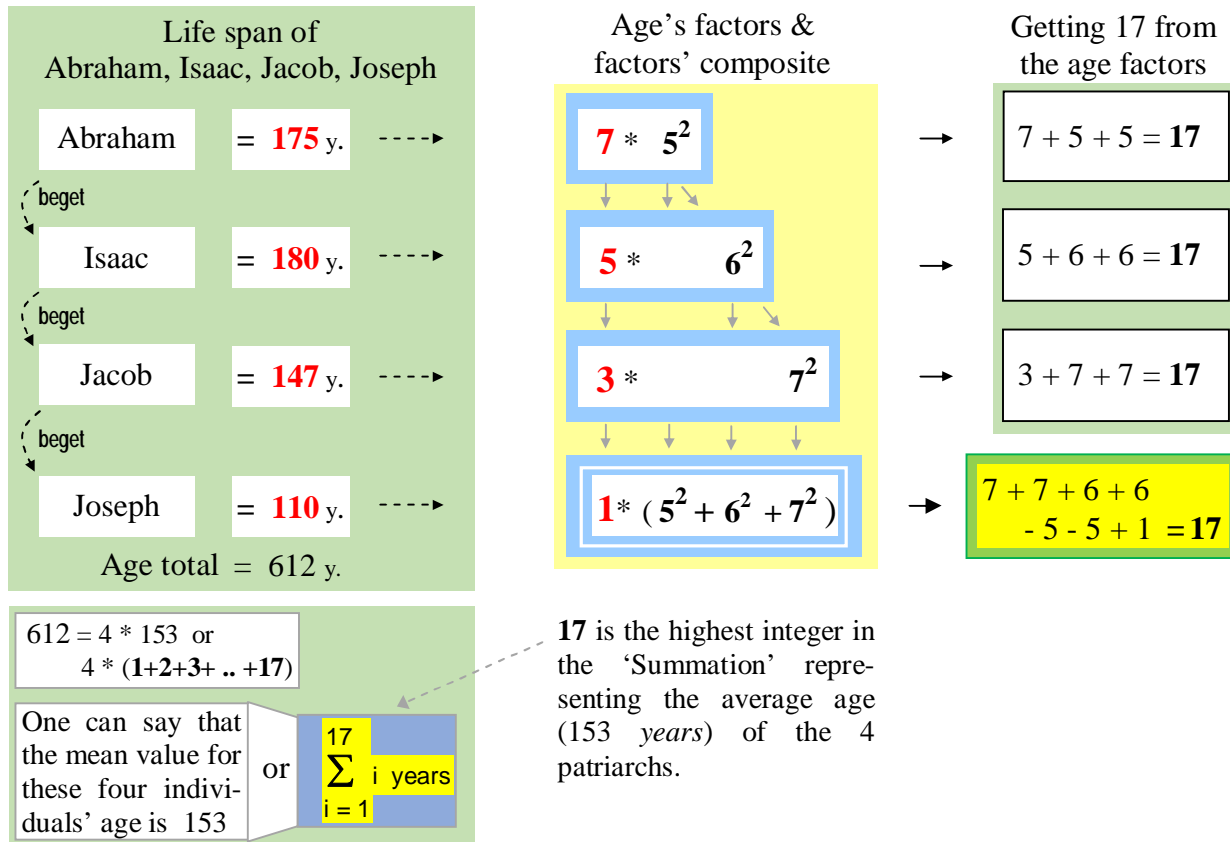 Life span of
Abraham, Isaac, Jacob, Joseph
Age's factors &
factors' composite
Getting 17 from
the age factors
Abraham = 175 y. 7 * 5² 7 + 5 + 5 = 17
beget
Isaac = 180 y. 5 * 6² 5 + 6 + 6 = 17
beget
Jacob = 147 y. 3 * 7² 3 + 7 + 7 = 17
beget
Joseph = 110 y. 1* ( 5² + 6² + 7² )
7 + 7 + 6 + 6
- 5 - 5 + 1 = 17
Age total = 612 y.
612 = 4 * 153 or
4 * (1+2+3+ .. +17)
One can say that
the mean value for
these four indivi-
duals' age is 153
or
17
Σ i years
i = 1
17 is the highest integer in
the 'Summation' repre-
senting the average age
(153 years) of the 4
patriarchs.